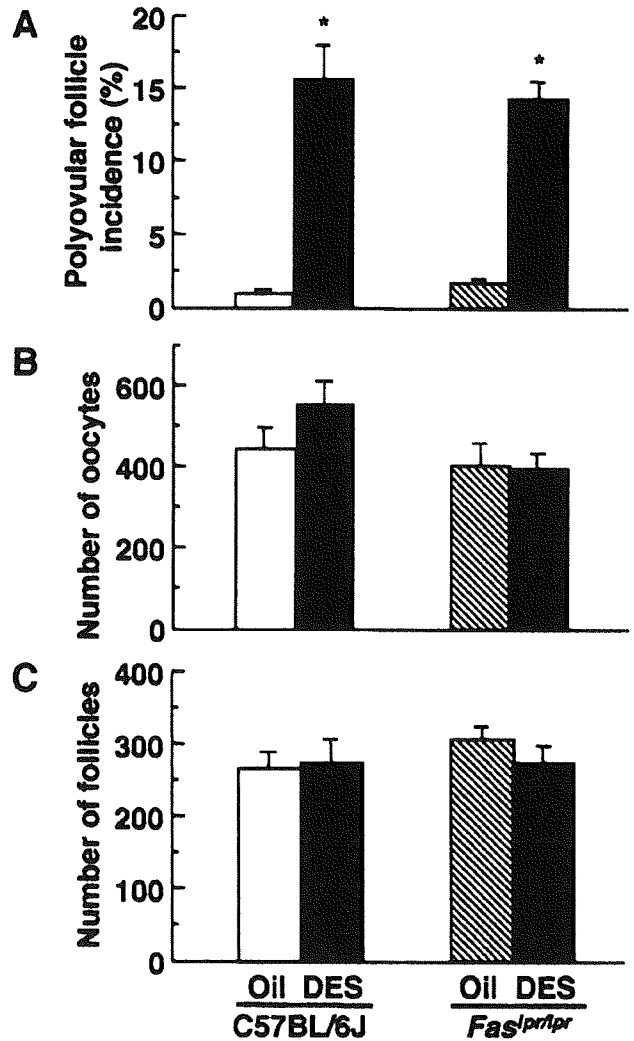 A
Polyovular follicle
incidence (%)
20
15
10
5
0
*
*
B
Number of oocytes
600
400
200
0
C
Number of follicles
400
300
200
100
0
Oil DES Oil DES
C57BL/6J Fas^lpr/lpr